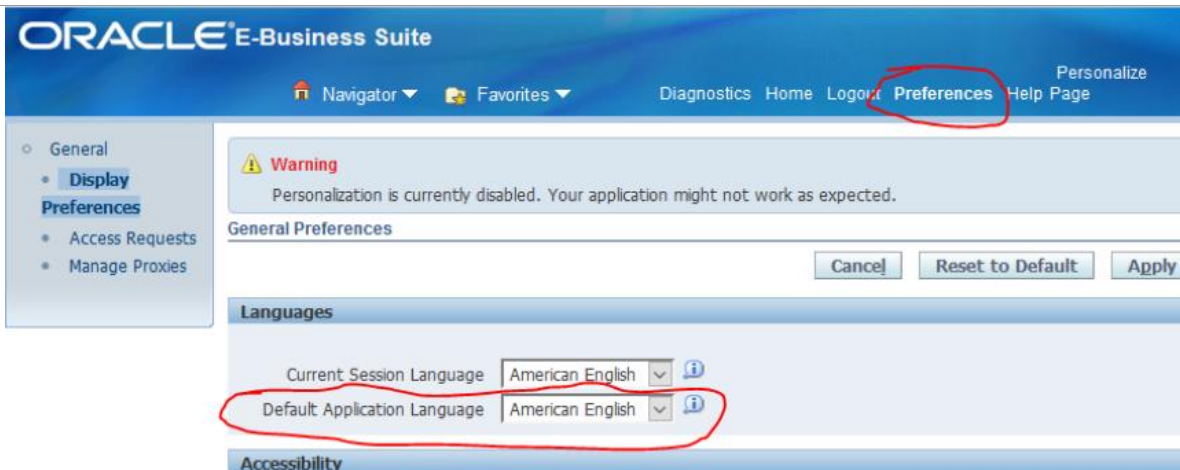 ORACLE E-Business Suite
Navigator Favorites Diagnostics Home Logout Preferences Help Personalize Page
General
Display Preferences
Access Requests
Manage Proxies
Warning
Personalization is currently disabled. Your application might not work as expected.
General Preferences
Cancel Reset to Default Apply
Languages
Current Session Language American English
Default Application Language American English
Accessibility